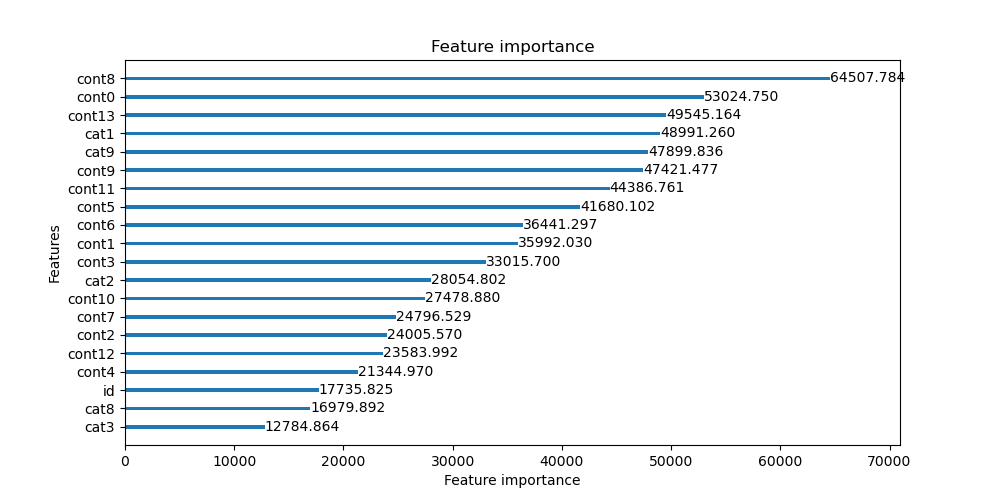 Feature importance
cont8 64507.784
cont0 53024.750
cont13 49545.164
cat1 48991.260
cat9 47899.836
cont9 47421.477
cont11 44386.761
cont5 41680.102
cont6 36441.297
cont1 35992.030
cont3 33015.700
cat2 28054.802
cont10 27478.880
cont7 24796.529
cont2 24005.570
cont12 23583.992
cont4 21344.970
id 17735.825
cat8 16979.892
cat3 12784.864
Features
0 10000 20000 30000 40000 50000 60000 70000
Feature importance